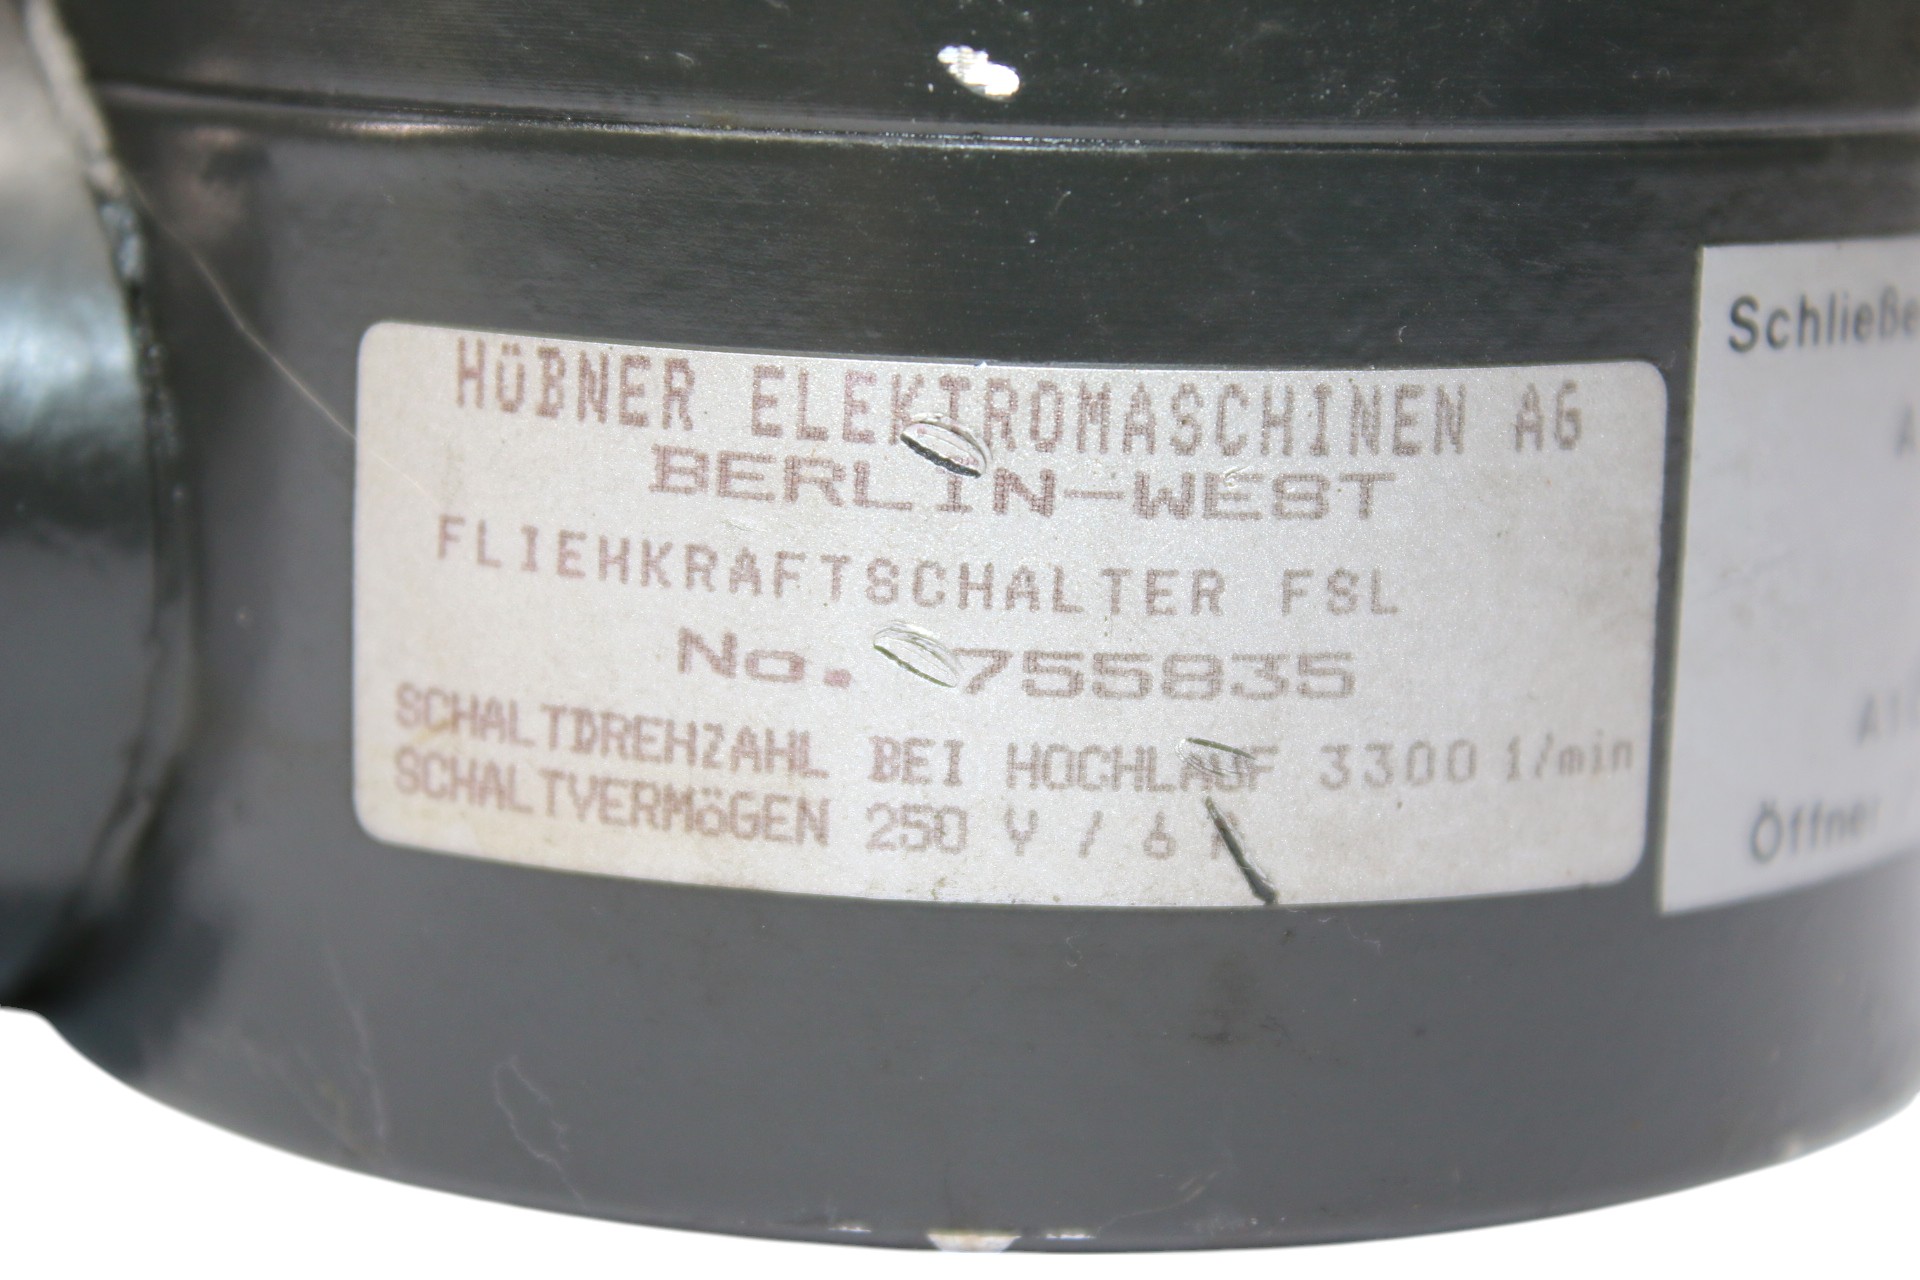 HÜBNER ELEKTROMASCHINEN AG
BERLIN-WEST
FLIEHKRAFTSCHALTER FSL
No. 755835
SCHALTDREHZAHL BEI HOCHLAUF 3300 1/min
SCHALTVERMÖGEN 250 V / 6 A
Schließe
A
A1
Öffner